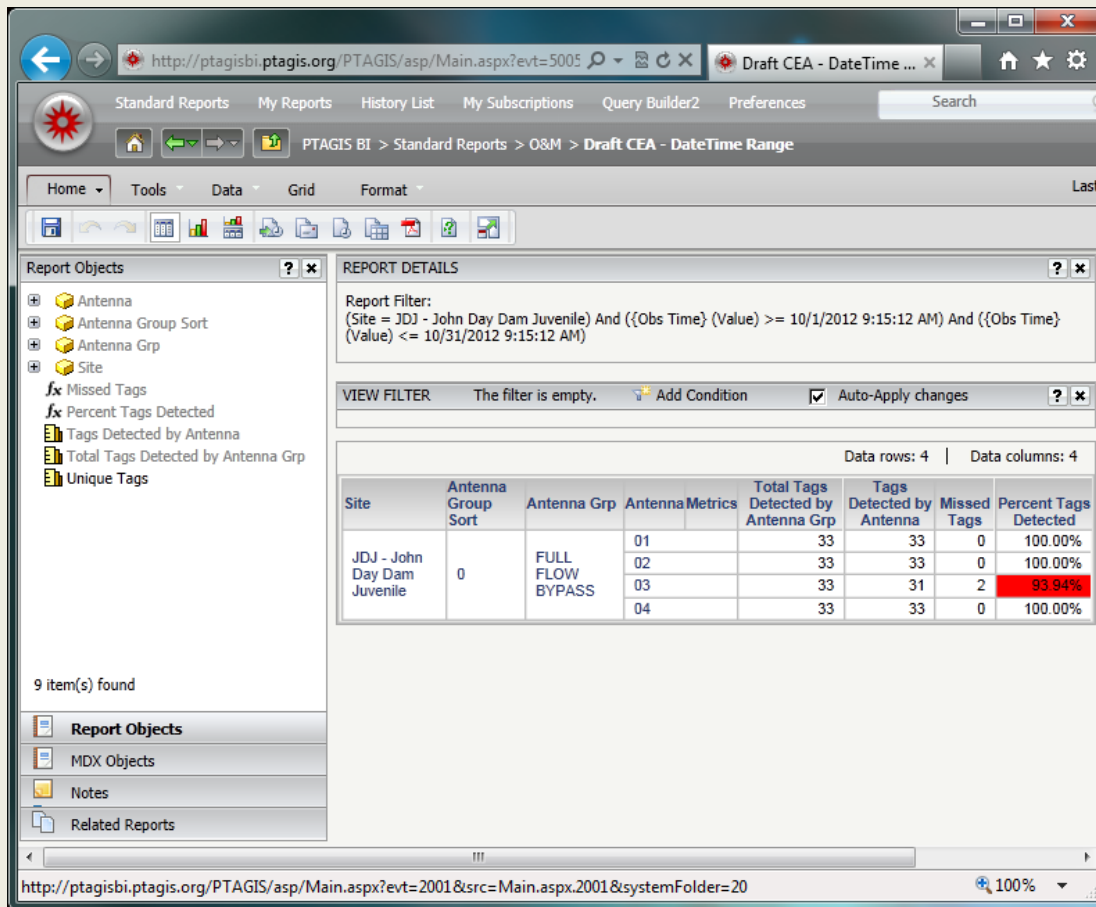 http://ptagisbi.ptagis.org/PTAGIS/asp/Main.aspx?evt=5005
Draft CEA - DateTime ...
Standard Reports My Reports History List My Subscriptions Query Builder2 Preferences Search
PTAGIS BI > Standard Reports > O&M > Draft CEA - DateTime Range
Home Tools Data Grid Format Last
Report Objects
Antenna
Antenna Group Sort
Antenna Grp
Site
fx Missed Tags
fx Percent Tags Detected
Tags Detected by Antenna
Total Tags Detected by Antenna Grp
Unique Tags
9 item(s) found
Report Objects
MDX Objects
Notes
Related Reports
REPORT DETAILS
Report Filter:
(Site = JDJ - John Day Dam Juvenile) And ({Obs Time} (Value) >= 10/1/2012 9:15:12 AM) And ({Obs Time}
(Value) <= 10/31/2012 9:15:12 AM)
VIEW FILTER The filter is empty. Add Condition Auto-Apply changes
Data rows: 4 | Data columns: 4
Site Antenna Group Sort Antenna Grp Antenna Metrics Total Tags Detected by Antenna Grp Tags Detected by Antenna Missed Tags Percent Tags Detected
JDJ - John Day Dam Juvenile 0 FULL FLOW BYPASS
01 33 33 0 100.00%
02 33 33 0 100.00%
03 33 31 2 93.94%
04 33 33 0 100.00%
http://ptagisbi.ptagis.org/PTAGIS/asp/Main.aspx?evt=2001&src=Main.aspx.2001&systemFolder=20
100%